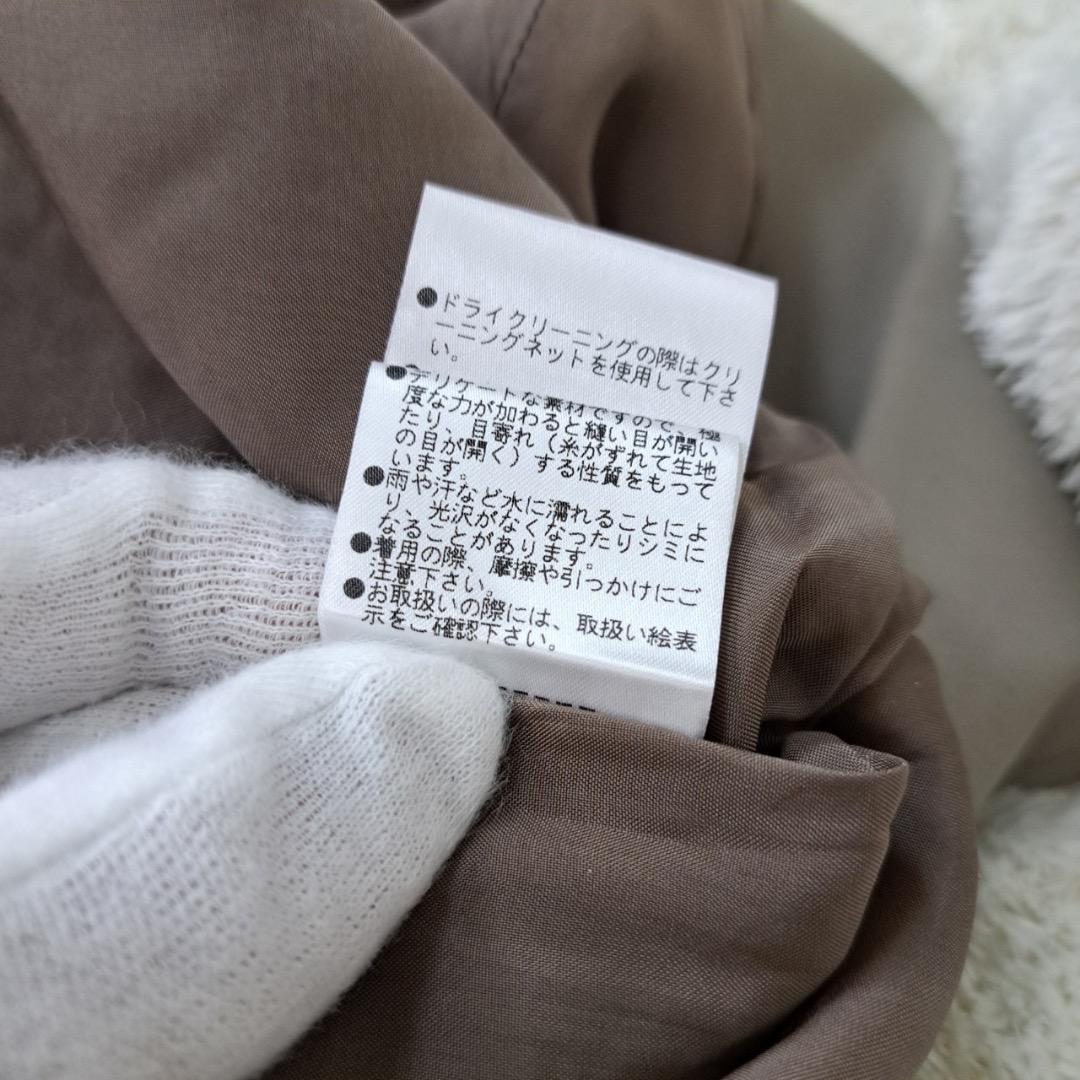 ●ドライクリーニングの際はクリ
ーニングネットを使用して下さ
い。
●デリケートな素材ですので、極
度な力が加わると縫い目が開い
たり、目寄れ（糸がずれて生地
の目が開く）する性質をもって
います。
●雨や汗など水に濡れることによ
り、光沢がなくなったりシミに
なることがあります。
●着用の際、摩擦や引っかけにご
注意下さい。
●お取扱いの際には、取扱い絵表
示をご確認下さい。